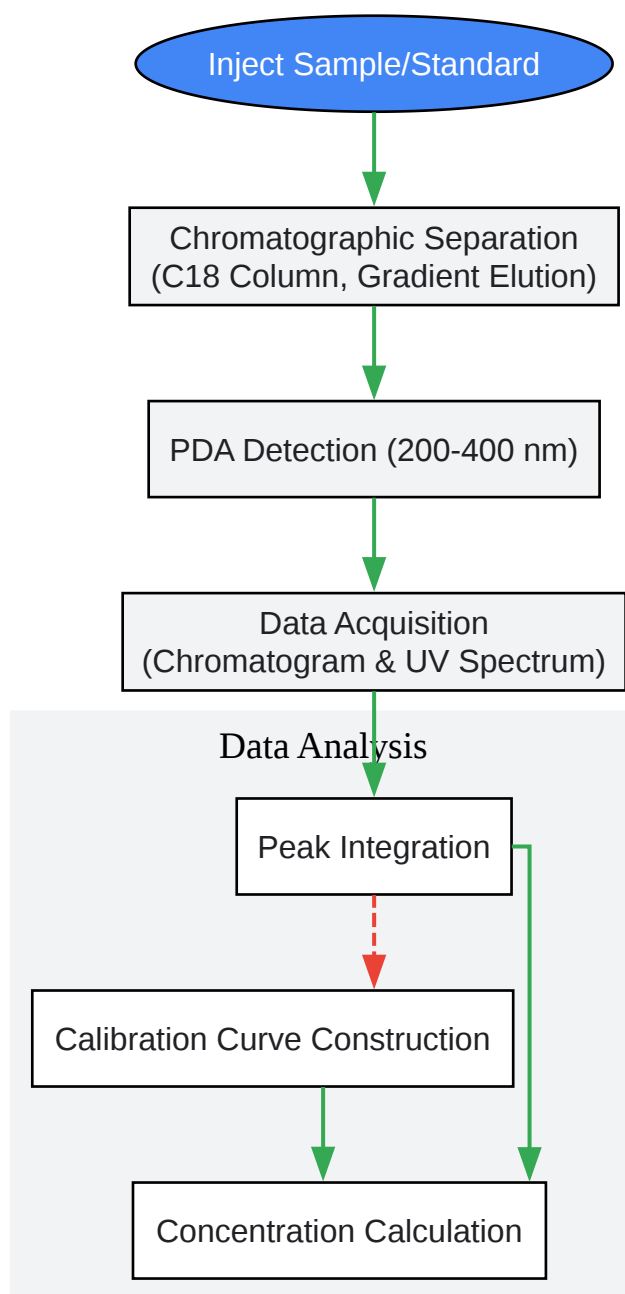 Inject Sample/Standard
Chromatographic Separation
(C18 Column, Gradient Elution)
PDA Detection (200-400 nm)
Data Acquisition
(Chromatogram & UV Spectrum)
Data Analysis
Peak Integration
Calibration Curve Construction
Concentration Calculation